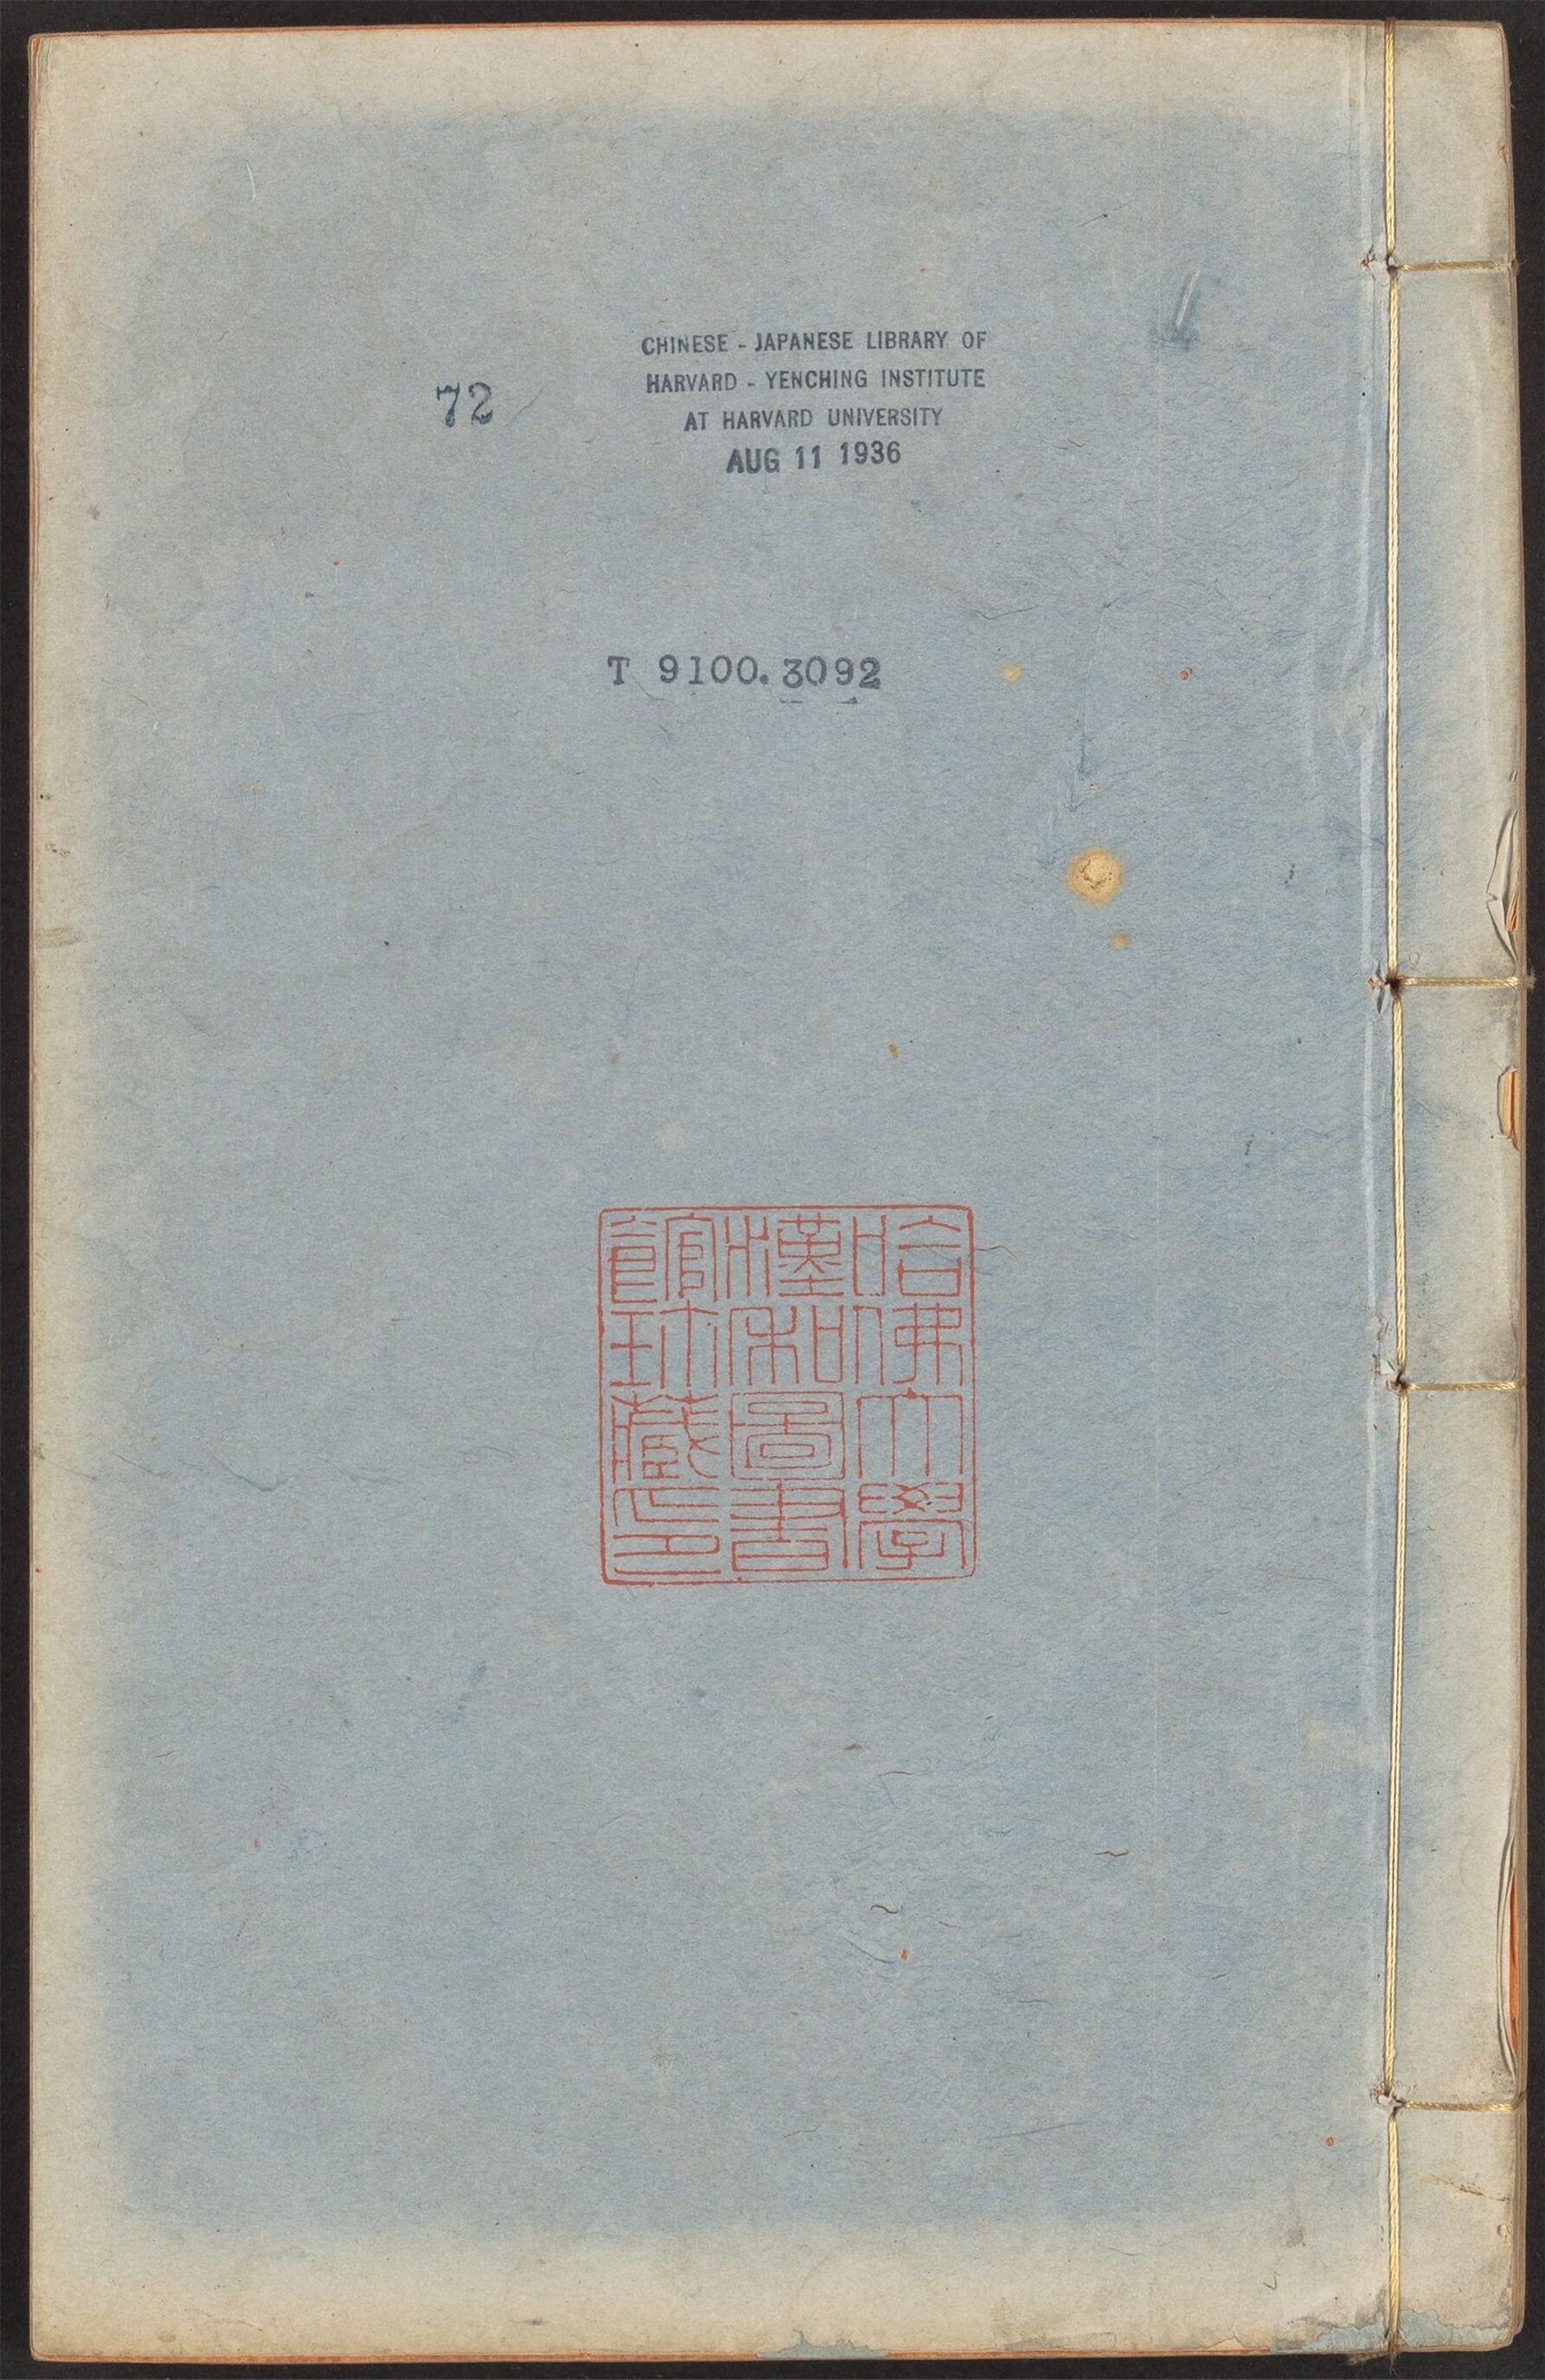 CHINESE - JAPANESE LIBRARY OF
HARVARD - YENCHING INSTITUTE
AT HARVARD UNIVERSITY
AUG 11 1936
72
T 9100.3092
哈佛大學
漢和圖書
館珍藏印